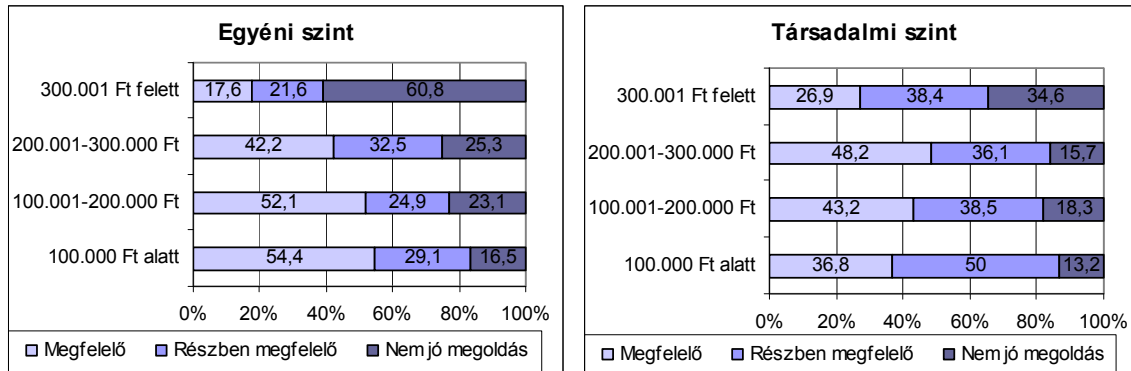 Egyéni szint
300.001 Ft felett 17,6 21,6 60,8
200.001-300.000 Ft 42,2 32,5 25,3
100.001-200.000 Ft 52,1 24,9 23,1
100.000 Ft alatt 54,4 29,1 16,5
0% 20% 40% 60% 80% 100%
Megfelelő Részben megfelelő Nem jó megoldás
Társadalmi szint
300.001 Ft felett 26,9 38,4 34,6
200.001-300.000 Ft 48,2 36,1 15,7
100.001-200.000 Ft 43,2 38,5 18,3
100.000 Ft alatt 36,8 50 13,2
0% 20% 40% 60% 80% 100%
Megfelelő Részben megfelelő Nem jó megoldás